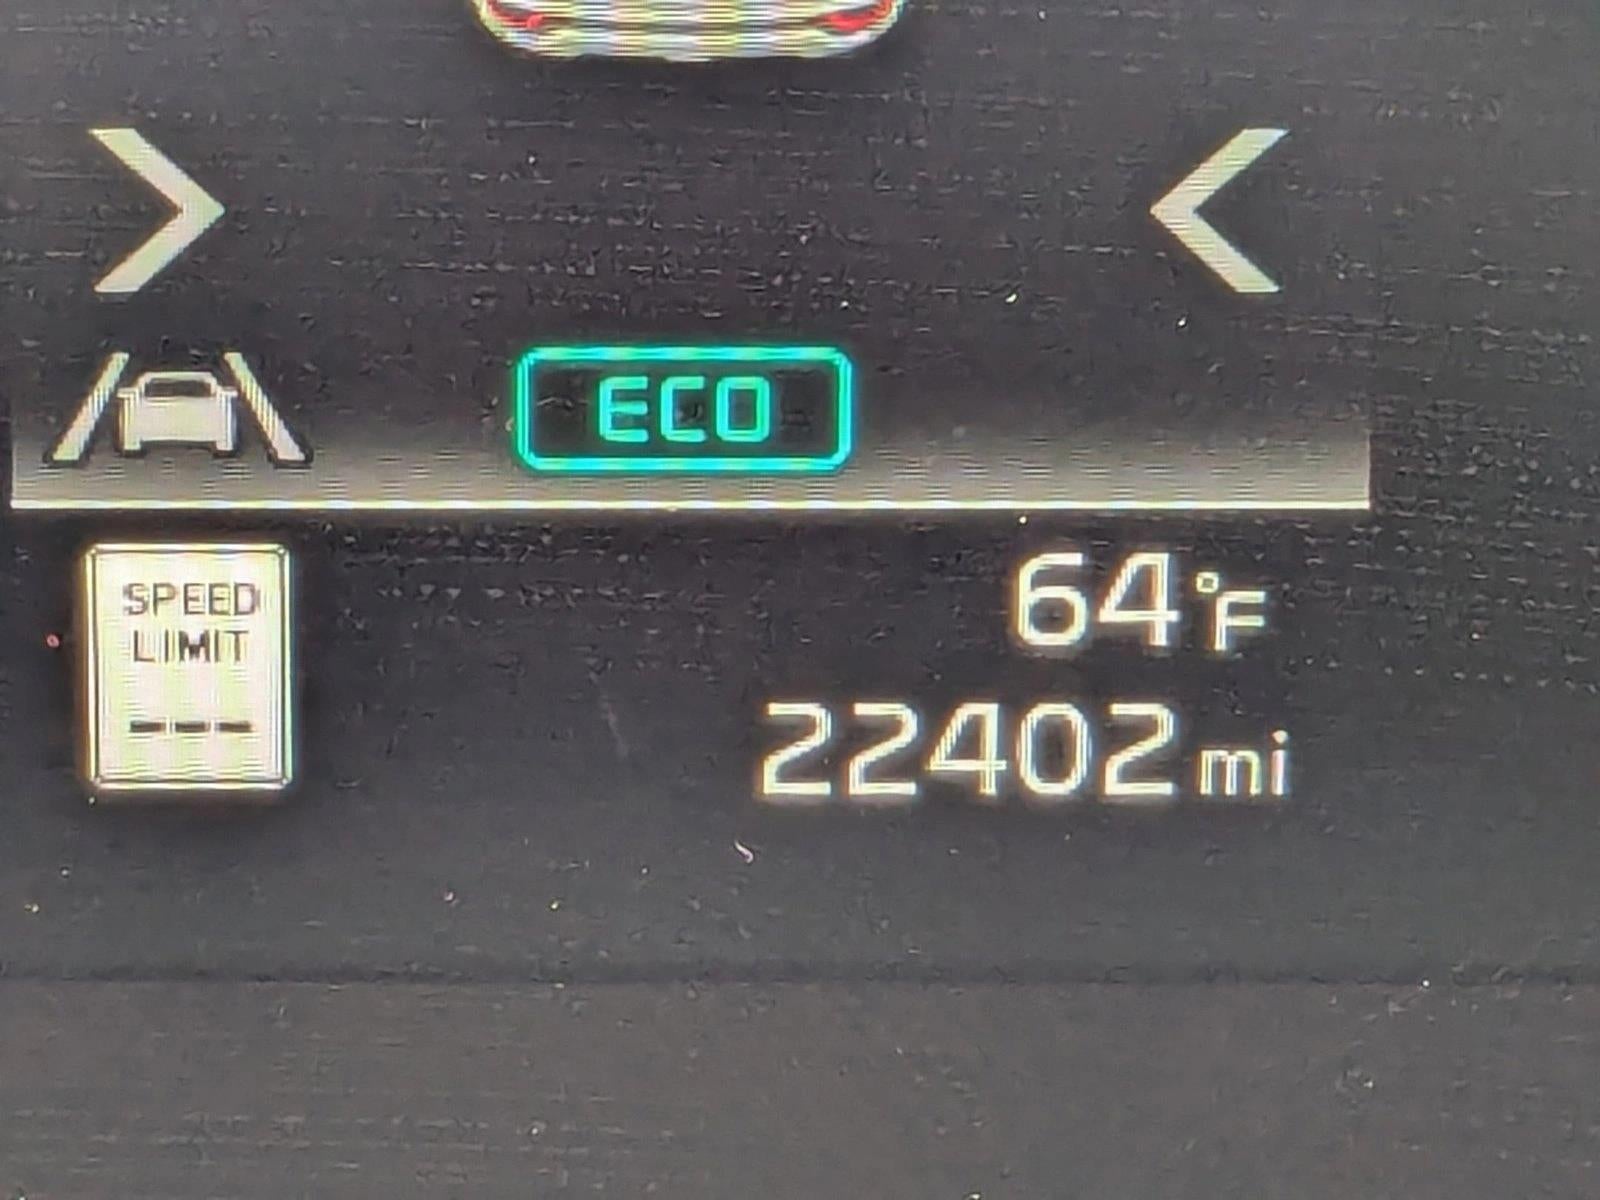 ECO
SPEED
LIMIT
---
64°F
22402 mi